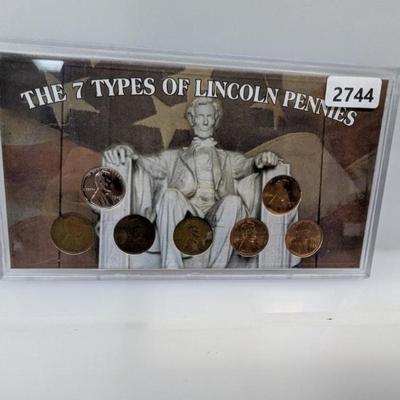 THE 7 TYPES OF LINCOLN PENNIES
2744